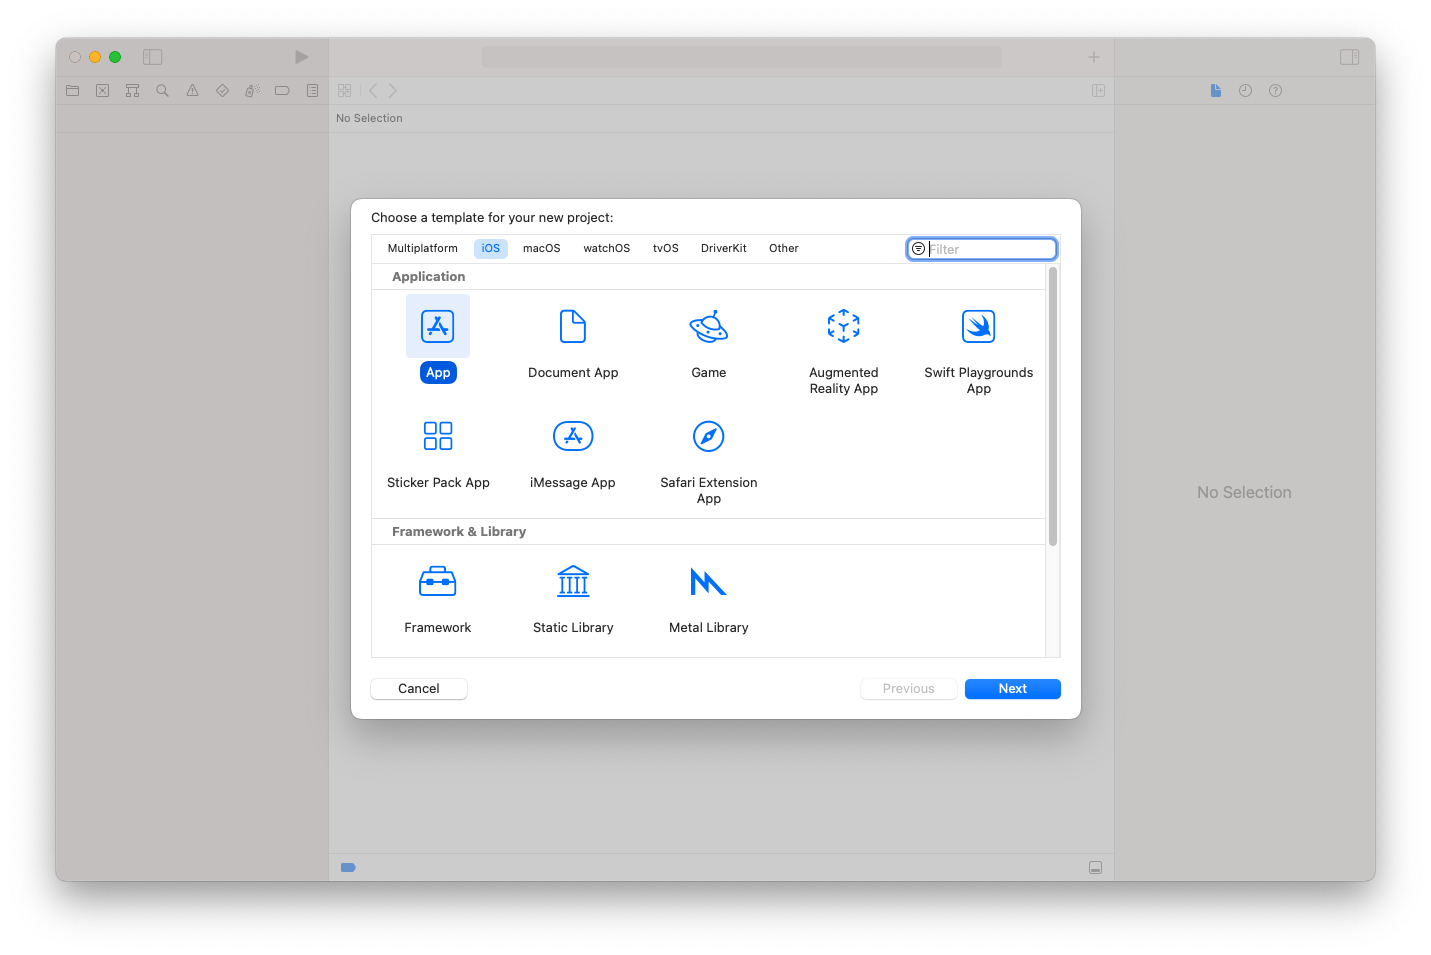 No Selection
Choose a template for your new project:
Multiplatform iOS macOS watchOS tvOS DriverKit Other Filter
Application
App Document App Game Augmented Reality App Swift Playgrounds App
Sticker Pack App iMessage App Safari Extension App
No Selection
Framework & Library
Framework Static Library Metal Library
Cancel Previous Next